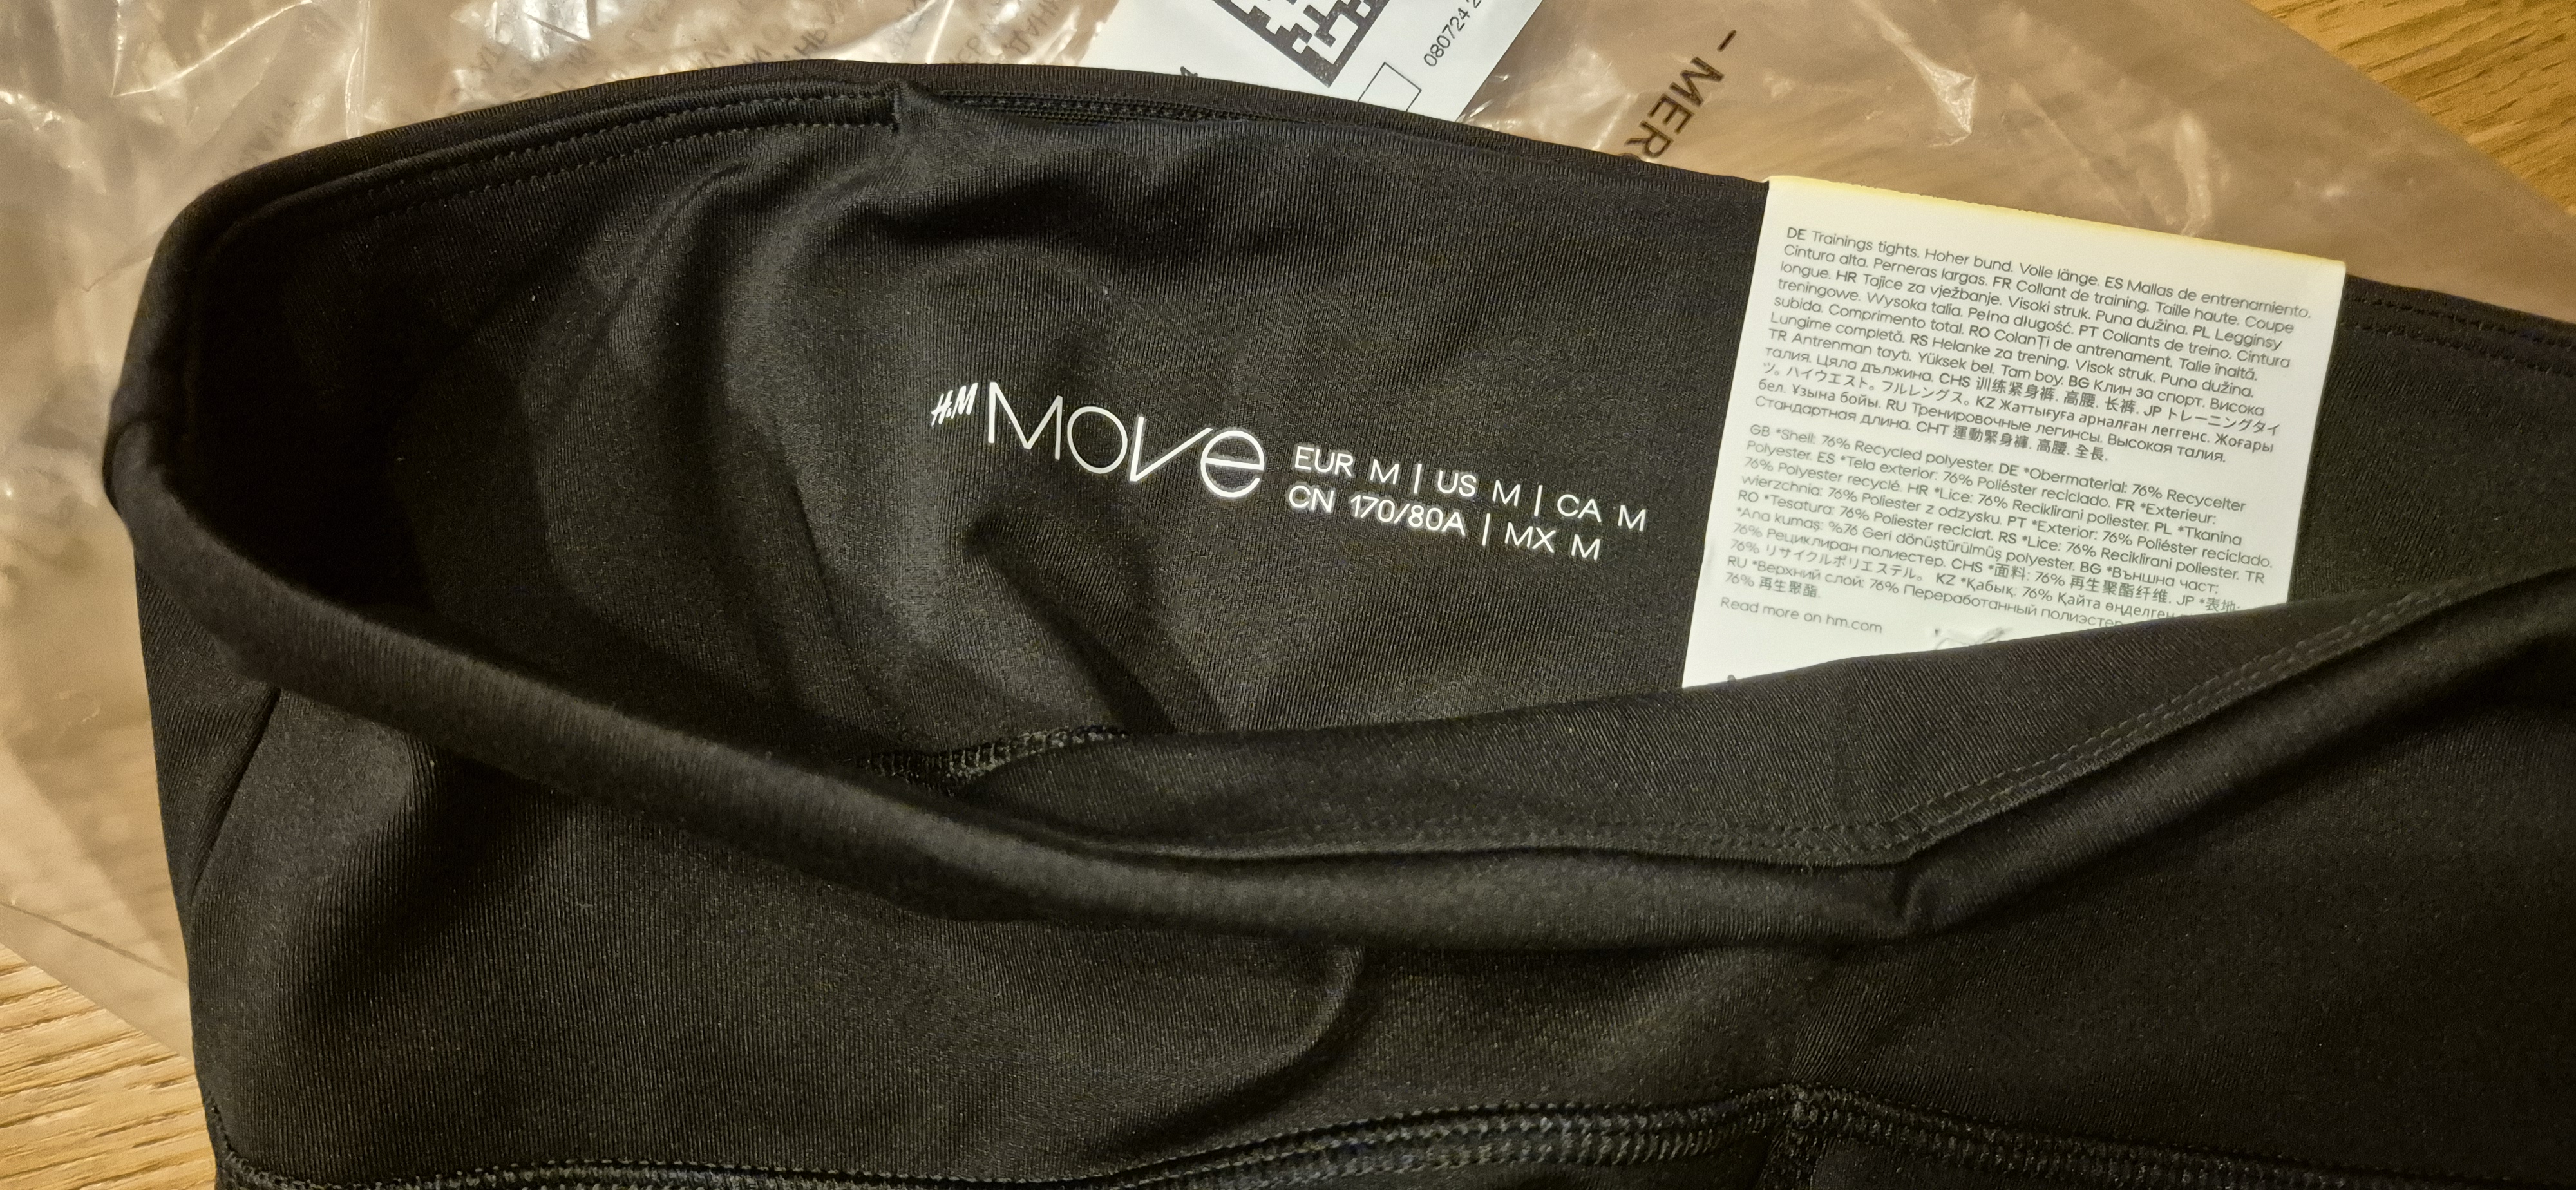 080724 2
– MER
H&M MOVE
EUR M | US M | CA M
CN 170/80A | MX M
DE Trainings tights. Hoher bund. Volle länge. ES Mallas de entrenamiento.
Cintura alta. Perneras largas. FR Collant de training. Taille haute. Coupe
longue. HR Tajice za vježbanje. Visoki struk. Puna dužina. PL Legginsy
treningowe. Wysoka talia. Pełna długość. PT Collants de treino. Cintura
subida. Comprimento total. RO ColanȚi de antrenament. Talie înaltă.
Lungime completă. RS Helanke za trening. Visok struk. Puna dužina.
TR Antrenman taytı. Yüksek bel. Tam boy. BG Клин за спорт. Висока
талия. Цяла дължина. CHS 训练紧身裤. 高腰. 长裤. JP トレーニングタイ
ツ。ハイウエスト。フルレングス。KZ Жаттығуға арналған леггенс. Жоғары
бел. Ұзына бойы. RU Тренировочные легинсы. Высокая талия.
Стандартная длина. CHT 運動緊身褲. 高腰. 全長.
GB *Shell: 76% Recycled polyester. DE *Obermaterial: 76% Recycelter
Polyester. ES *Tela exterior: 76% Poliéster reciclado. FR *Exterieur:
76% Polyester recyclé. HR *Lice: 76% Reciklirani poliester. PL *Tkanina
wierzchnia: 76% Poliester z odzysku. PT *Exterior: 76% Poliéster reciclado.
RO *Tesatura: 76% Poliester reciclat. RS *Lice: 76% Reciklirani poliester. TR
*Ana kumaş: %76 Geri dönüştürülmüş polyester. BG *Външна част:
76% Рециклиран полиестер. CHS *面料: 76% 再生聚酯纤维. JP *表地:
76% リサイクルポリエステル。 KZ *Қабық: 76% Қайта өңделген
RU *Верхний слой: 76% Переработанный полиэстер
76% 再生聚酯.
Read more on hm.com